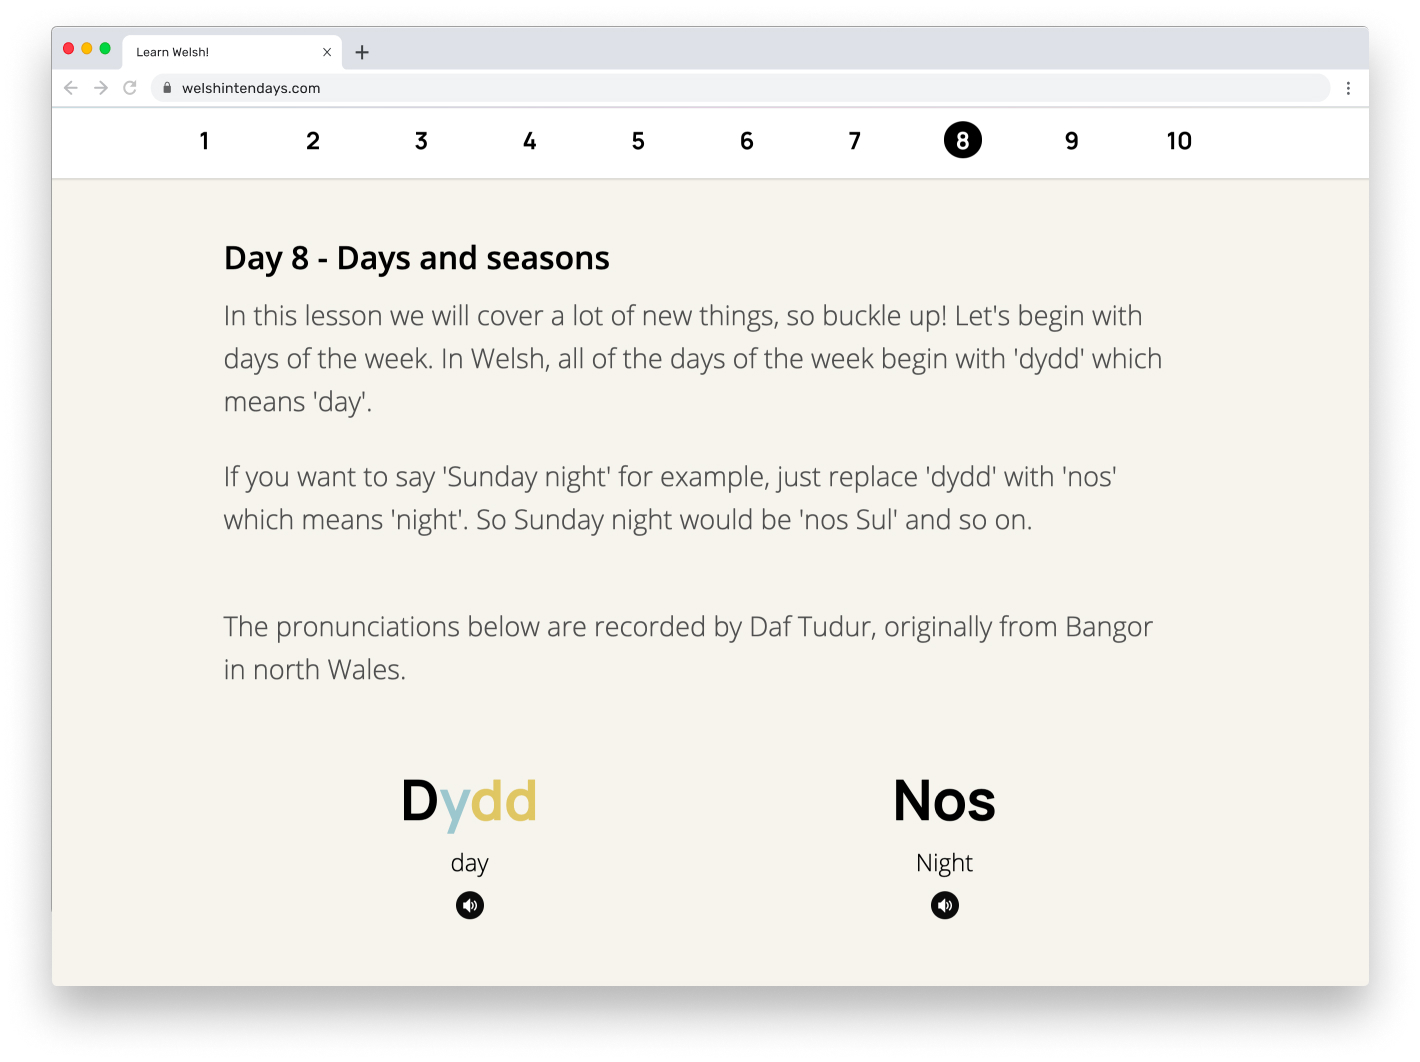 Learn Welsh!
welshintendays.com
1 2 3 4 5 6 7 8 9 10
Day 8 - Days and seasons
In this lesson we will cover a lot of new things, so buckle up! Let's begin with
days of the week. In Welsh, all of the days of the week begin with 'dydd' which
means 'day'.
If you want to say 'Sunday night' for example, just replace 'dydd' with 'nos'
which means 'night'. So Sunday night would be 'nos Sul' and so on.
The pronunciations below are recorded by Daf Tudur, originally from Bangor
in north Wales.
Dydd
day
Nos
Night